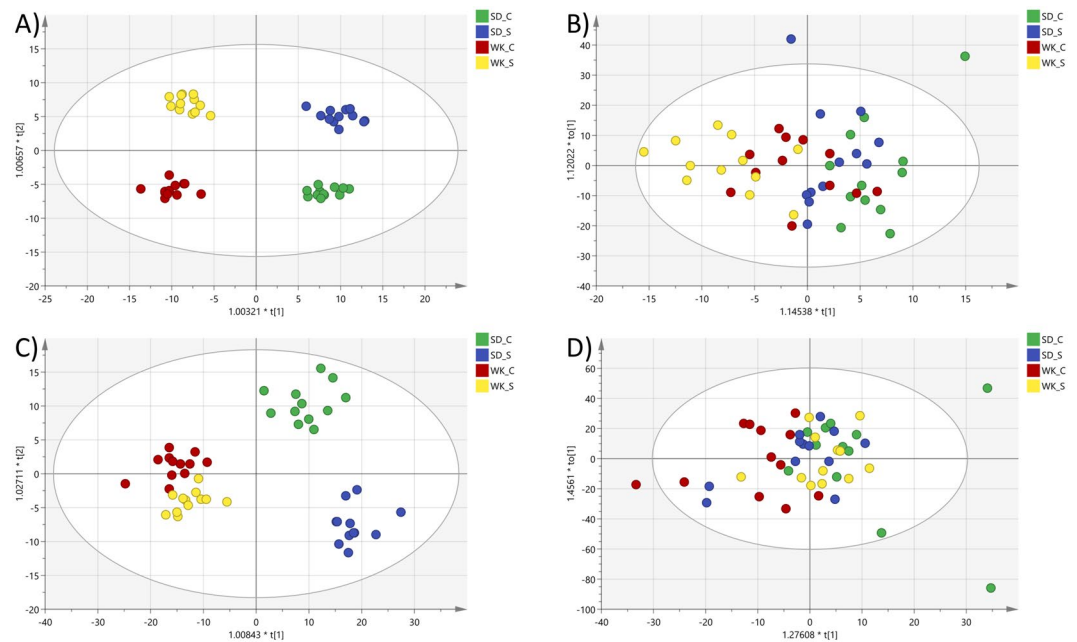 A)
SD_C
SD_S
WK_C
WK_S
15
10
5
0
-5
-10
-15
-20
-25 -20 -15 -10 -5 0 5 10 15 20
1.00657 * t[2]
1.00321 * t[1]
B)
SD_C
SD_S
WK_C
WK_S
40
30
20
10
0
-10
-20
-30
-40
-20 -15 -10 -5 0 5 10 15
1.12022 * to[1]
1.14538 * t[1]
C)
SD_C
SD_S
WK_C
WK_S
15
10
5
0
-5
-10
-15
-20
-30 -20 -10 0 10 20 30
1.02711 * t[2]
1.00843 * t[1]
D)
SD_C
SD_S
WK_C
WK_S
60
40
20
0
-20
-40
-60
-80
-100
-40 -30 -20 -10 0 10 20 30 40
1.4561 * to[1]
1.27608 * t[1]